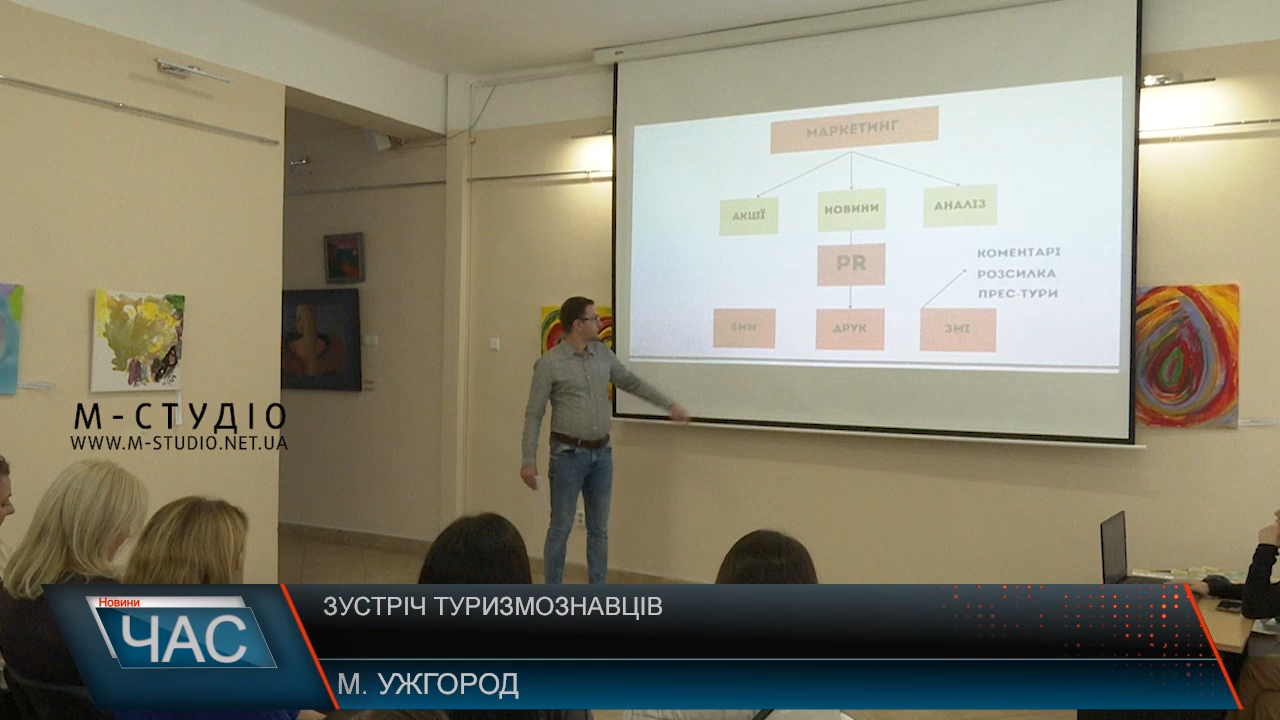 МАРКЕТИНГ
АКЦІЇ
НОВИНИ
АНАЛІЗ
PR
КОМЕНТАРІ
РОЗСИЛКА
ПРЕС-ТУРИ
SMM
ДРУК
ЗМІ
М-СТУДІО
WWW.M-STUDIO.NET.UA
Новини
ЧАС
ЗУСТРІЧ ТУРИЗМОЗНАВЦІВ
М. УЖГОРОД